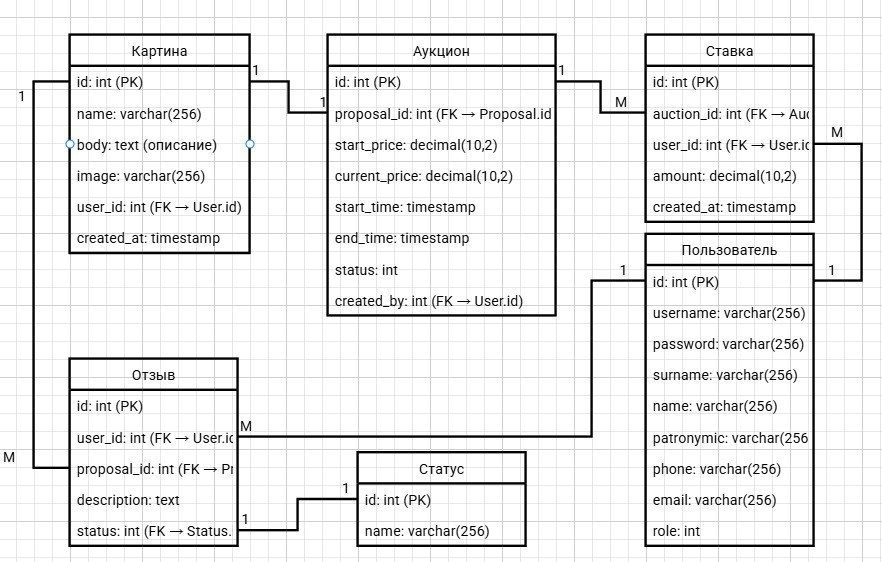 Картина
id: int (PK)
name: varchar(256)
body: text (описание)
image: varchar(256)
user_id: int (FK → User.id)
created_at: timestamp
1
1
1
Аукцион
id: int (PK)
proposal_id: int (FK → Proposal.id
start_price: decimal(10,2)
current_price: decimal(10,2)
start_time: timestamp
end_time: timestamp
status: int
created_by: int (FK → User.id)
1
M
Ставка
id: int (PK)
auction_id: int (FK → Auc
user_id: int (FK → User.ic
amount: decimal(10,2)
created_at: timestamp
M
1
1
Пользователь
id: int (PK)
username: varchar(256)
password: varchar(256)
surname: varchar(256)
name: varchar(256)
patronymic: varchar(256
phone: varchar(256)
email: varchar(256)
role: int
Отзыв
id: int (PK)
user_id: int (FK → User.ic
proposal_id: int (FK → Pr
description: text
status: int (FK → Status.
M
M
1
1
Статус
id: int (PK)
name: varchar(256)